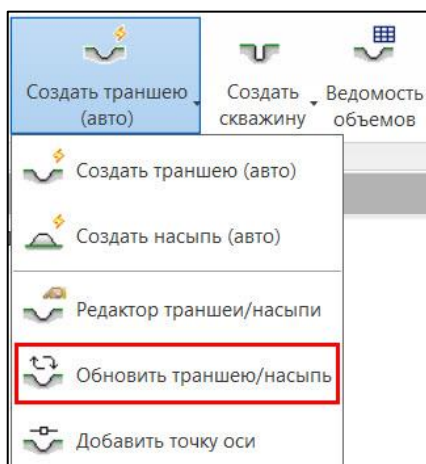 Создать траншею
(авто)
Создать
скважину
Ведомость
объемов
Создать траншею (авто)
Создать насыпь (авто)
Редактор траншеи/насыпи
Обновить траншею/насыпь
Добавить точку оси